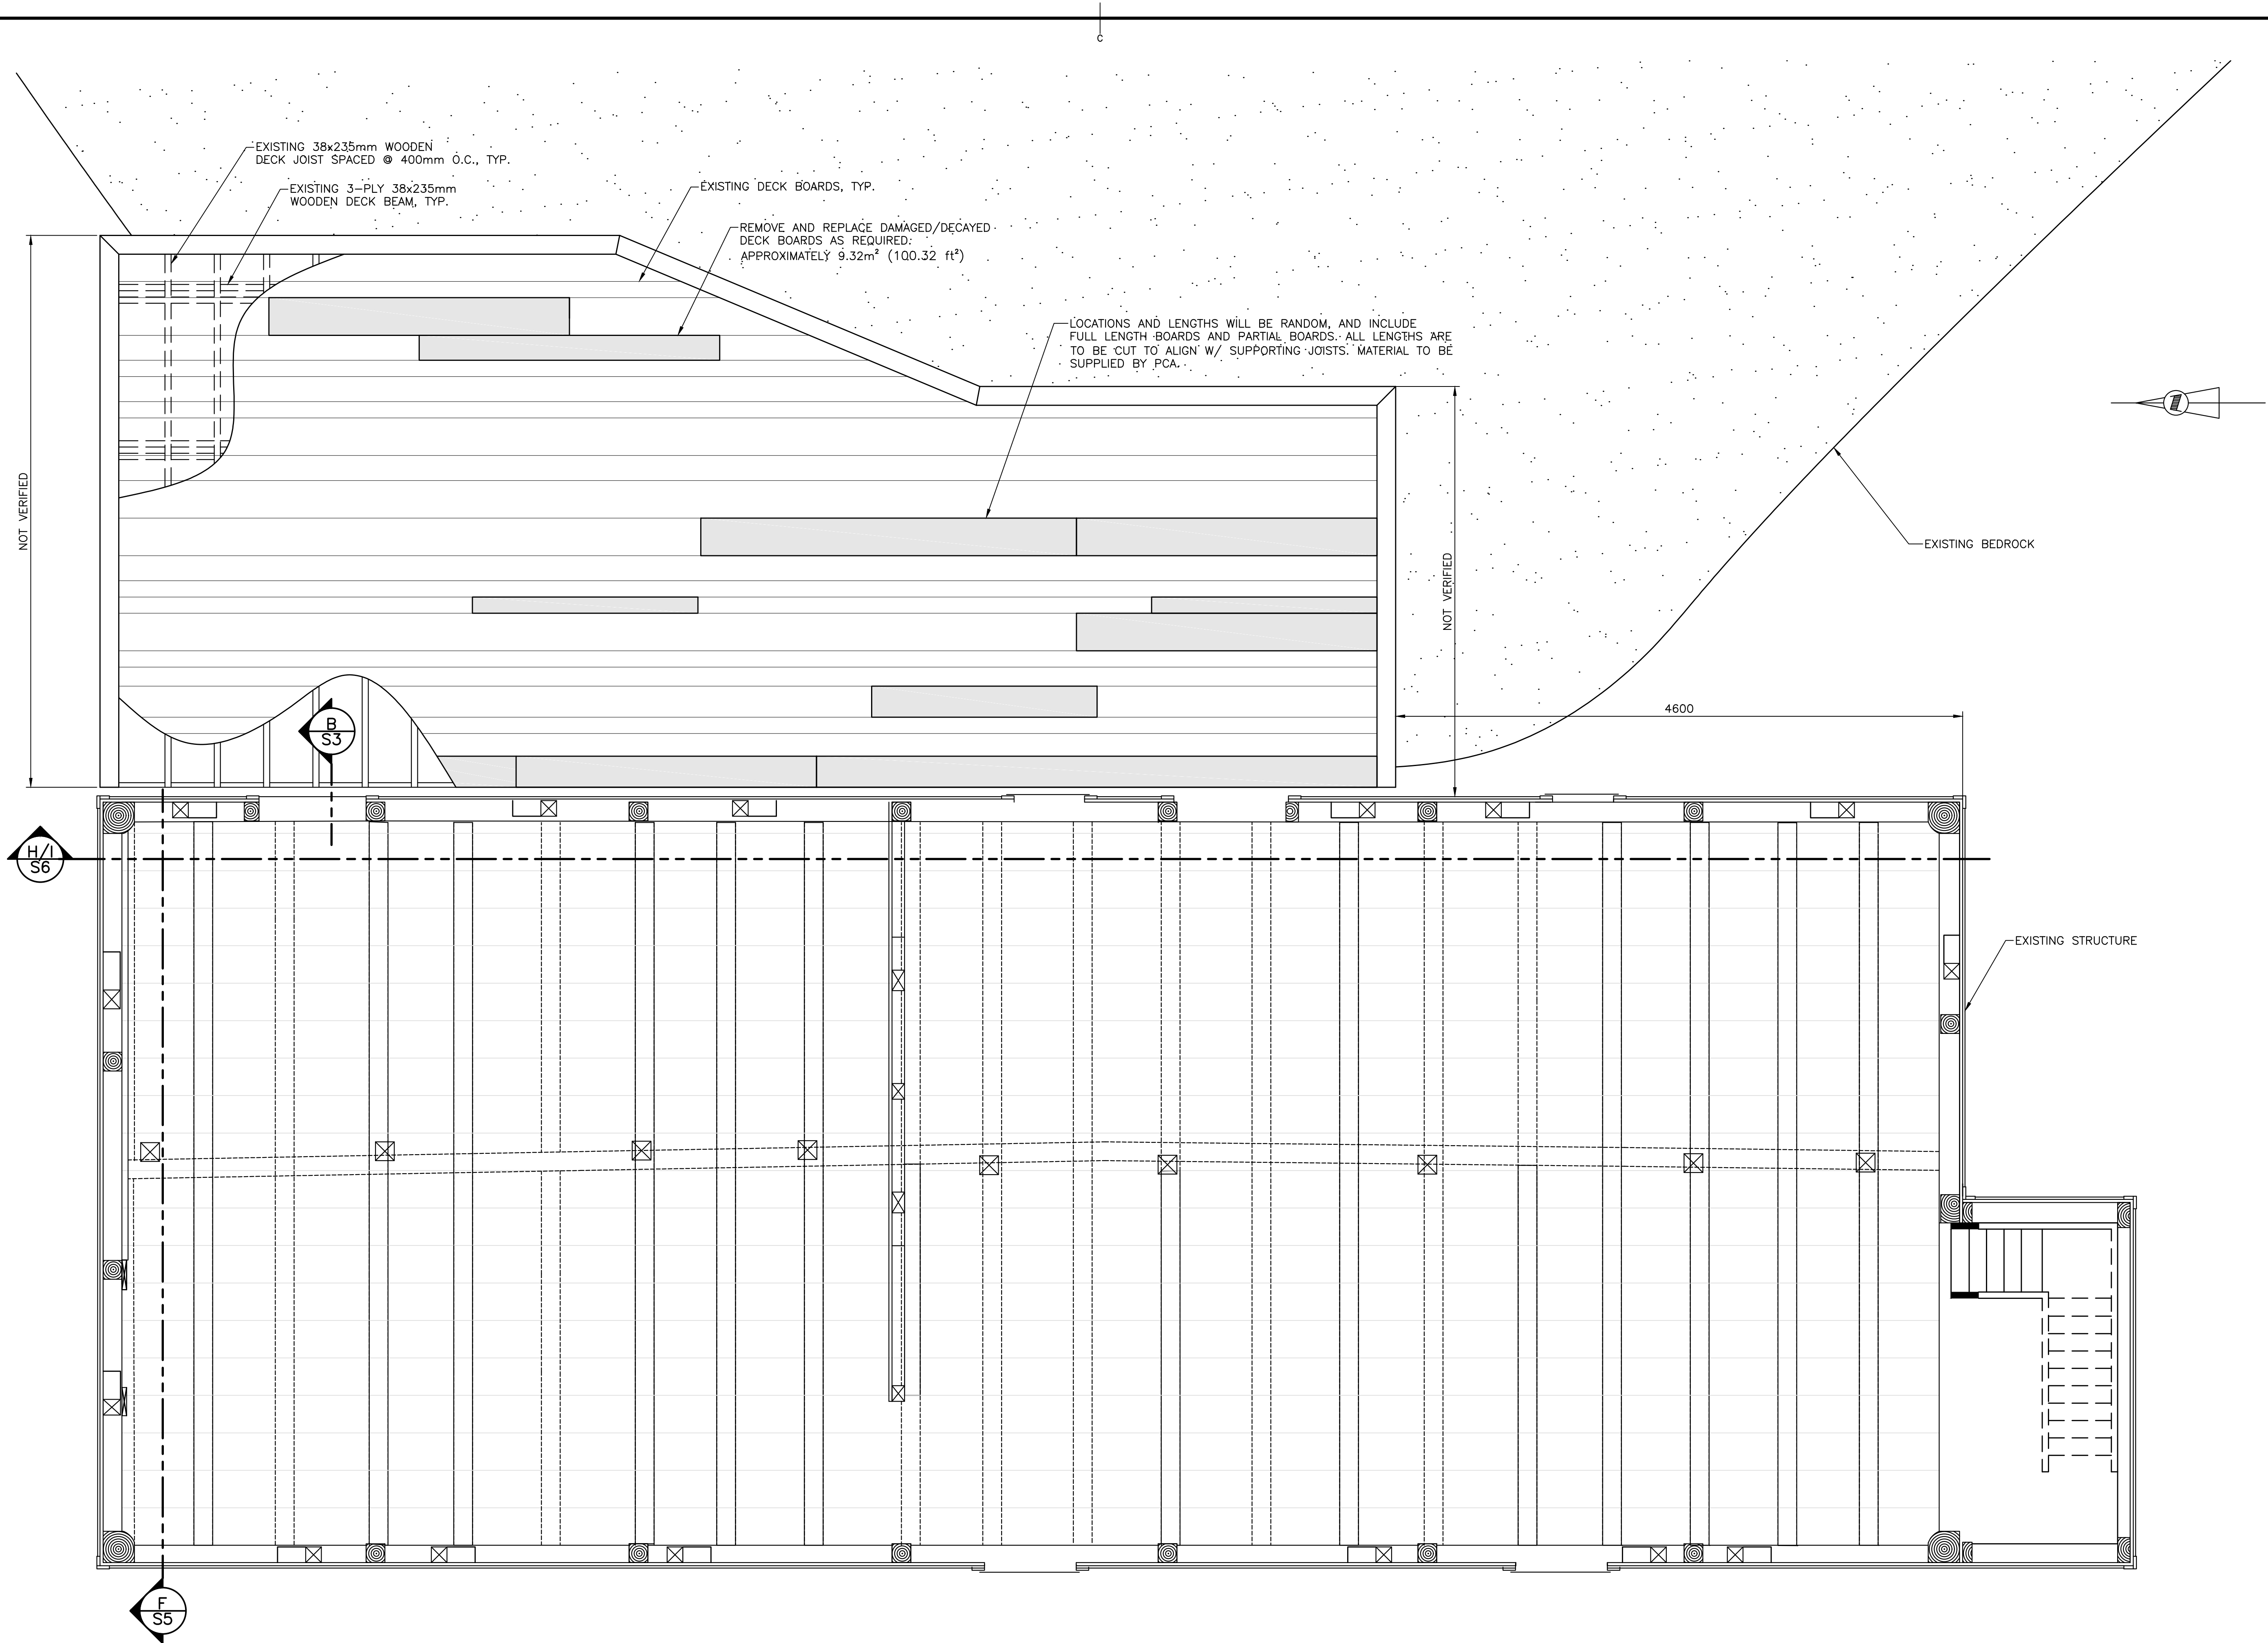 C
EXISTING 38x235mm WOODEN
DECK JOIST SPACED @ 400mm O.C., TYP.
EXISTING 3-PLY 38x235mm
WOODEN DECK BEAM, TYP.
EXISTING DECK BOARDS, TYP.
REMOVE AND REPLACE DAMAGED/DECAYED
DECK BOARDS AS REQUIRED.
APPROXIMATELY 9.32m² (100.32 ft²)
LOCATIONS AND LENGTHS WILL BE RANDOM, AND INCLUDE
FULL LENGTH BOARDS AND PARTIAL BOARDS. ALL LENGTHS ARE
TO BE CUT TO ALIGN W/ SUPPORTING JOISTS. MATERIAL TO BE
SUPPLIED BY PCA.
NOT VERIFIED
NOT VERIFIED
EXISTING BEDROCK
4600
B
S3
H/I
S6
EXISTING STRUCTURE
F
S5